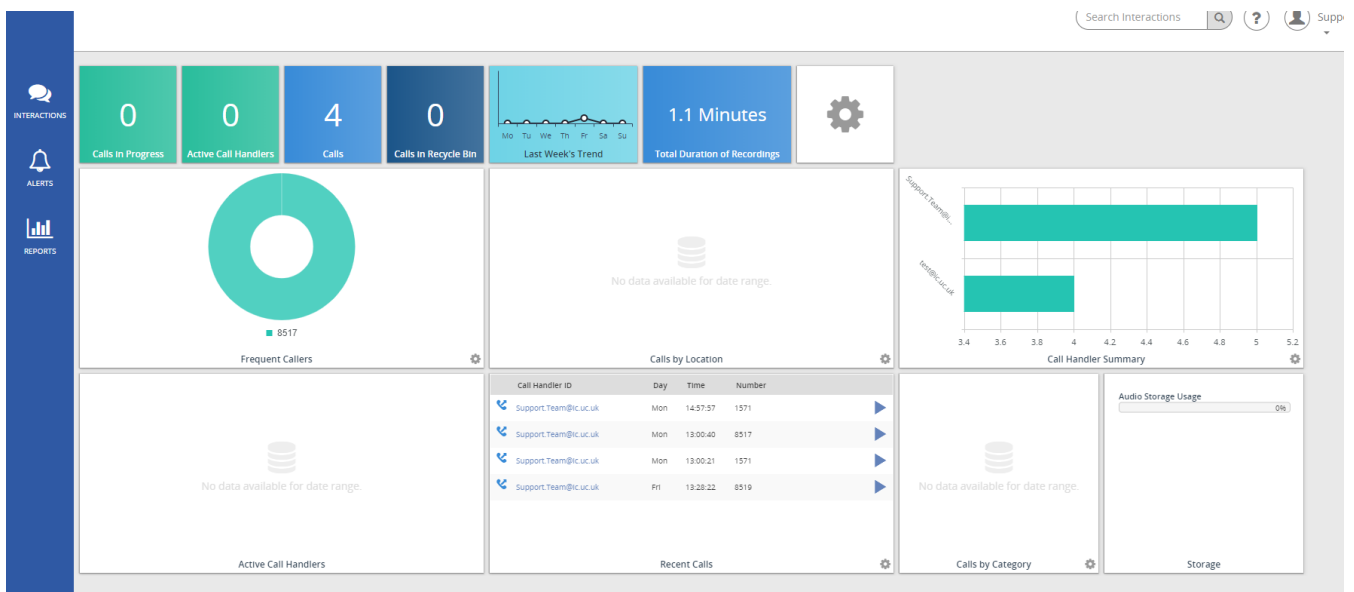 Search Interactions
?
Supp
INTERACTIONS
ALERTS
REPORTS
0
Calls in Progress
0
Active Call Handlers
4
Calls
0
Calls in Recycle Bin
Mo Tu We Th Fr Sa Su
Last Week's Trend
1.1 Minutes
Total Duration of Recordings
8517
Frequent Callers
No data available for date range.
Calls by Location
Support.Team@ic...
test@ic.uc.uk
3.4 3.6 3.8 4 4.2 4.4 4.6 4.8 5 5.2
Call Handler Summary
No data available for date range.
Active Call Handlers
Call Handler ID Day Time Number
Support.Team@ic.uc.uk Mon 14:57:57 1571
Support.Team@ic.uc.uk Mon 13:00:40 8517
Support.Team@ic.uc.uk Mon 13:00:21 1571
Support.Team@ic.uc.uk Fri 13:28:22 8519
Recent Calls
No data available for date range.
Calls by Category
Audio Storage Usage
0%
Storage